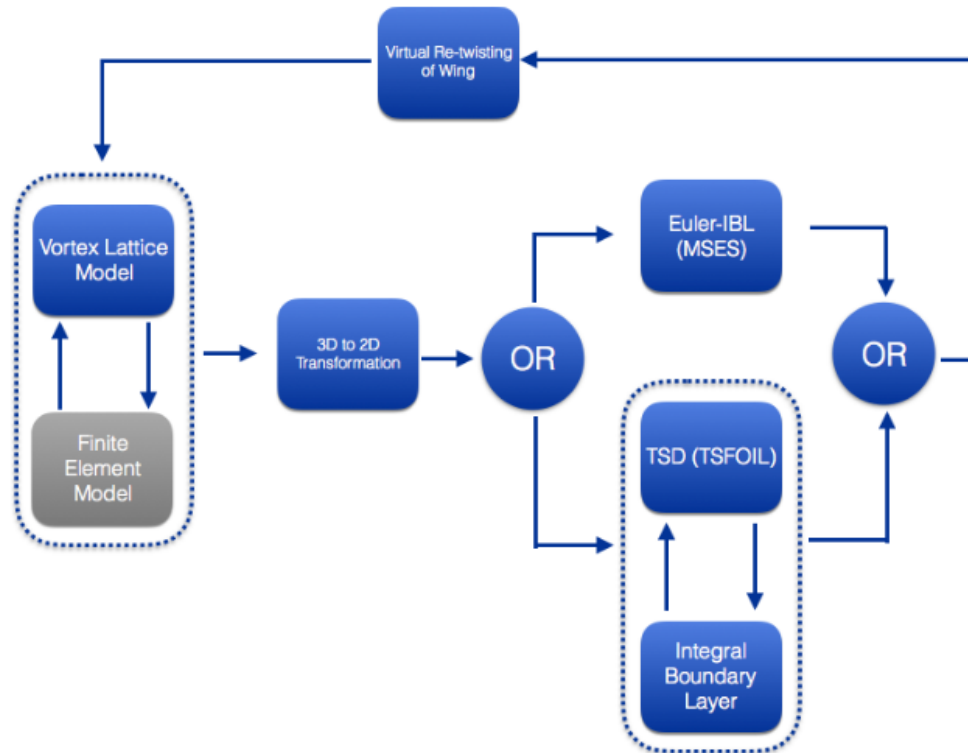 Virtual Re-twisting
of Wing
Vortex Lattice
Model
Finite
Element
Model
3D to 2D
Transformation
OR
Euler-IBL
(MSES)
TSD (TSFOIL)
Integral
Boundary
Layer
OR